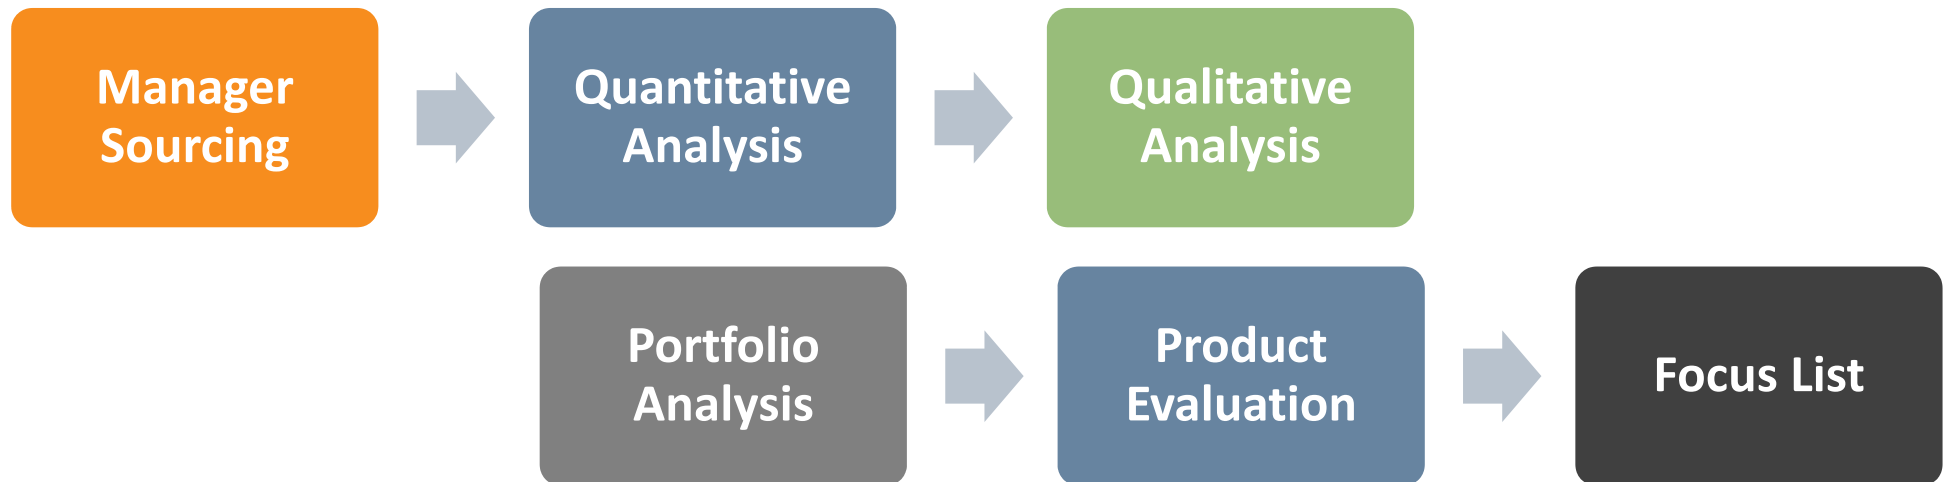 Manager
Sourcing
Quantitative
Analysis
Qualitative
Analysis
Portfolio
Analysis
Product
Evaluation
Focus List